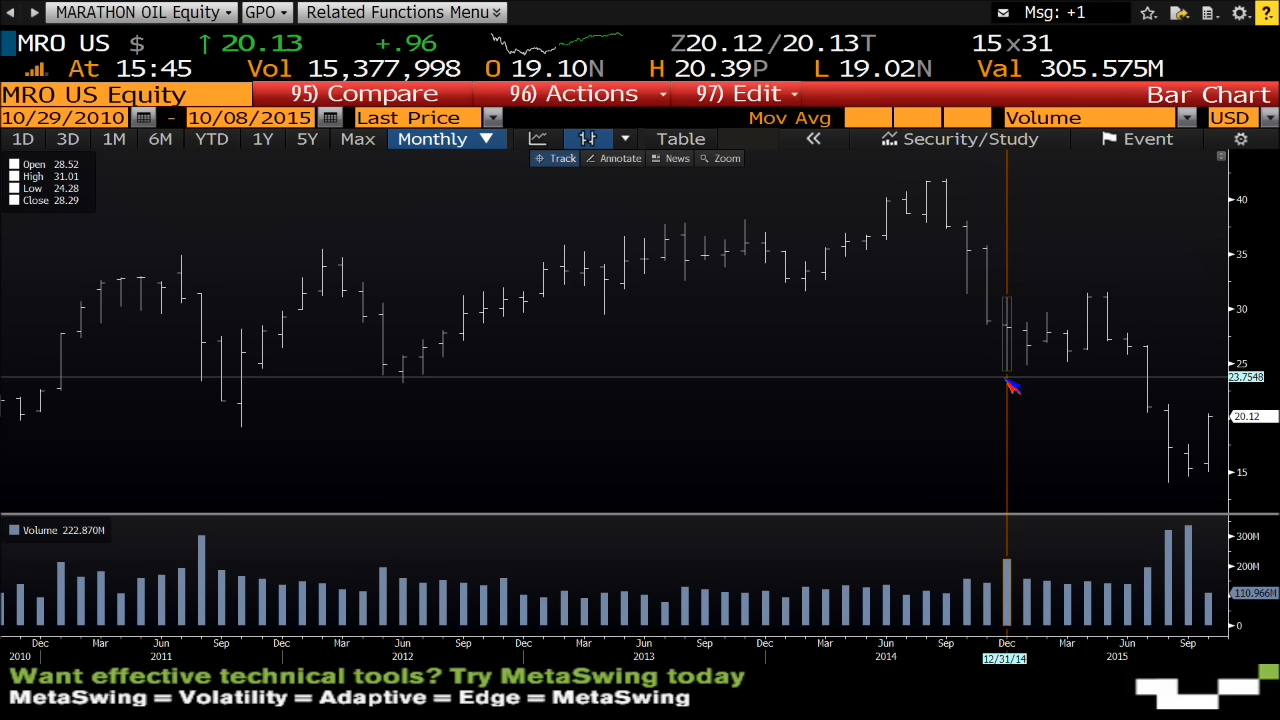 MARATHON OIL Equity GPO Related Functions Menu Msg: +1 ?
MRO US $ ↑ 20.13 +.96 Z20.12/20.13T 15x31
At 15:45 Vol 15,377,998 O 19.10N H 20.39P L 19.02N Val 305.575M
MRO US Equity 95) Compare 96) Actions 97) Edit Bar Chart
10/29/2010 - 10/08/2015 Last Price Mov Avg Volume USD
1D 3D 1M 6M YTD 1Y 5Y Max Monthly ▼ Table « Security/Study Event
Track Annotate News Zoom
Open 28.52
High 31.01
Low 24.28
Close 28.29
40
35
30
25
23.7548
20.12
15
Volume 222.870M
300M
200M
110.966M
0
Dec Mar Jun Sep Dec Mar Jun Sep Dec Mar Jun Sep Dec Mar Jun Sep Dec Mar Jun Sep
2010 2011 2012 2013 2014 12/31/14 2015
Want effective technical tools? Try MetaSwing today
MetaSwing = Volatility = Adaptive = Edge = MetaSwing